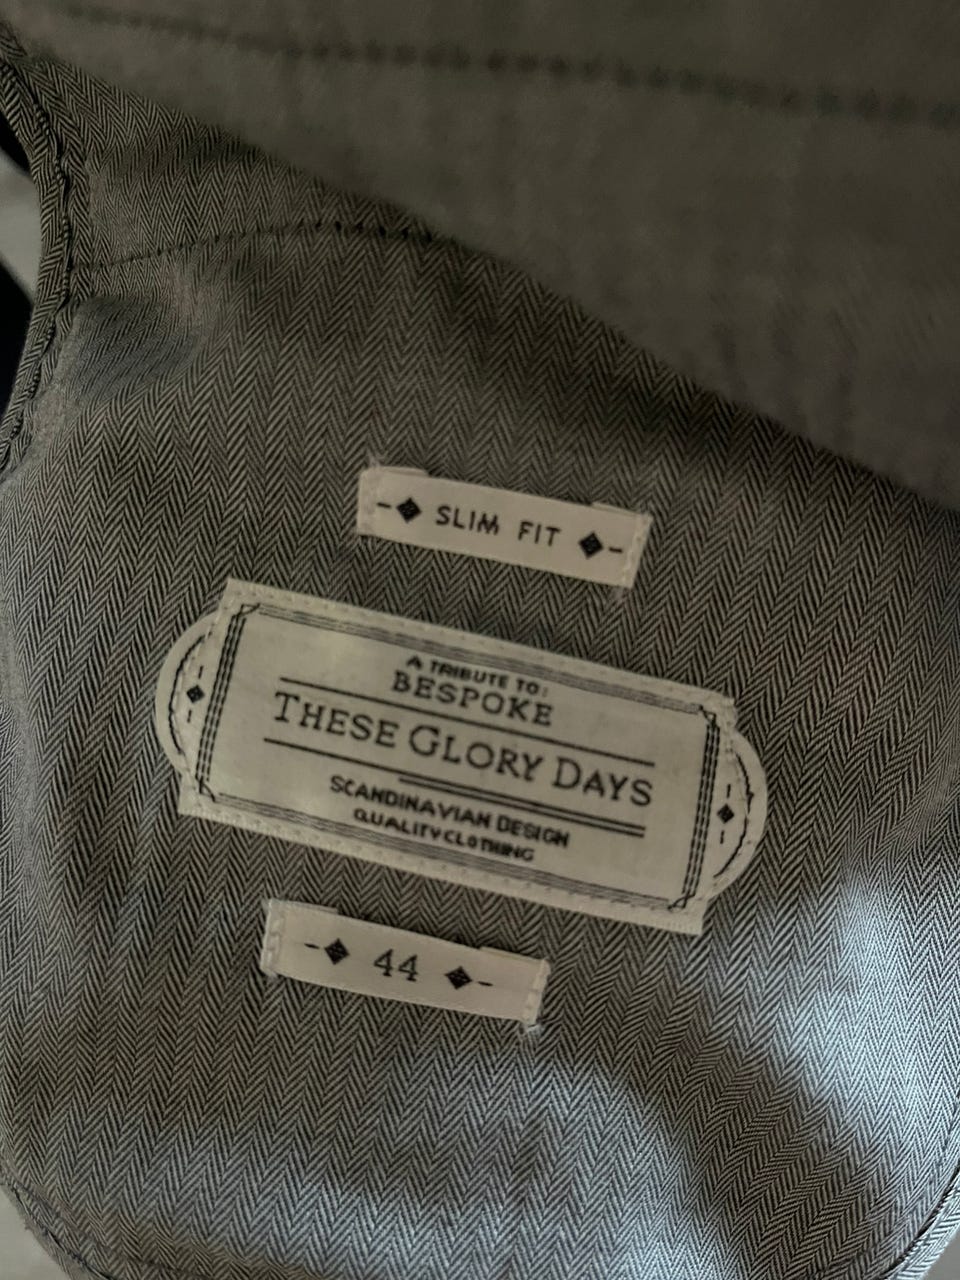 SLIM FIT
A TRIBUTE TO:
BESPOKE
THESE GLORY DAYS
SCANDINAVIAN DESIGN
QUALITY CLOTHING
44